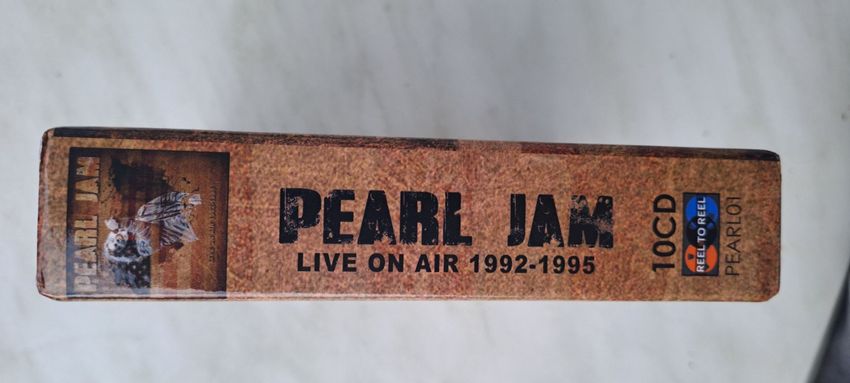 PEARL JAM
PEARL JAM
LIVE ON AIR 1992-1995
10CD
REEL TO REEL
PEARL01